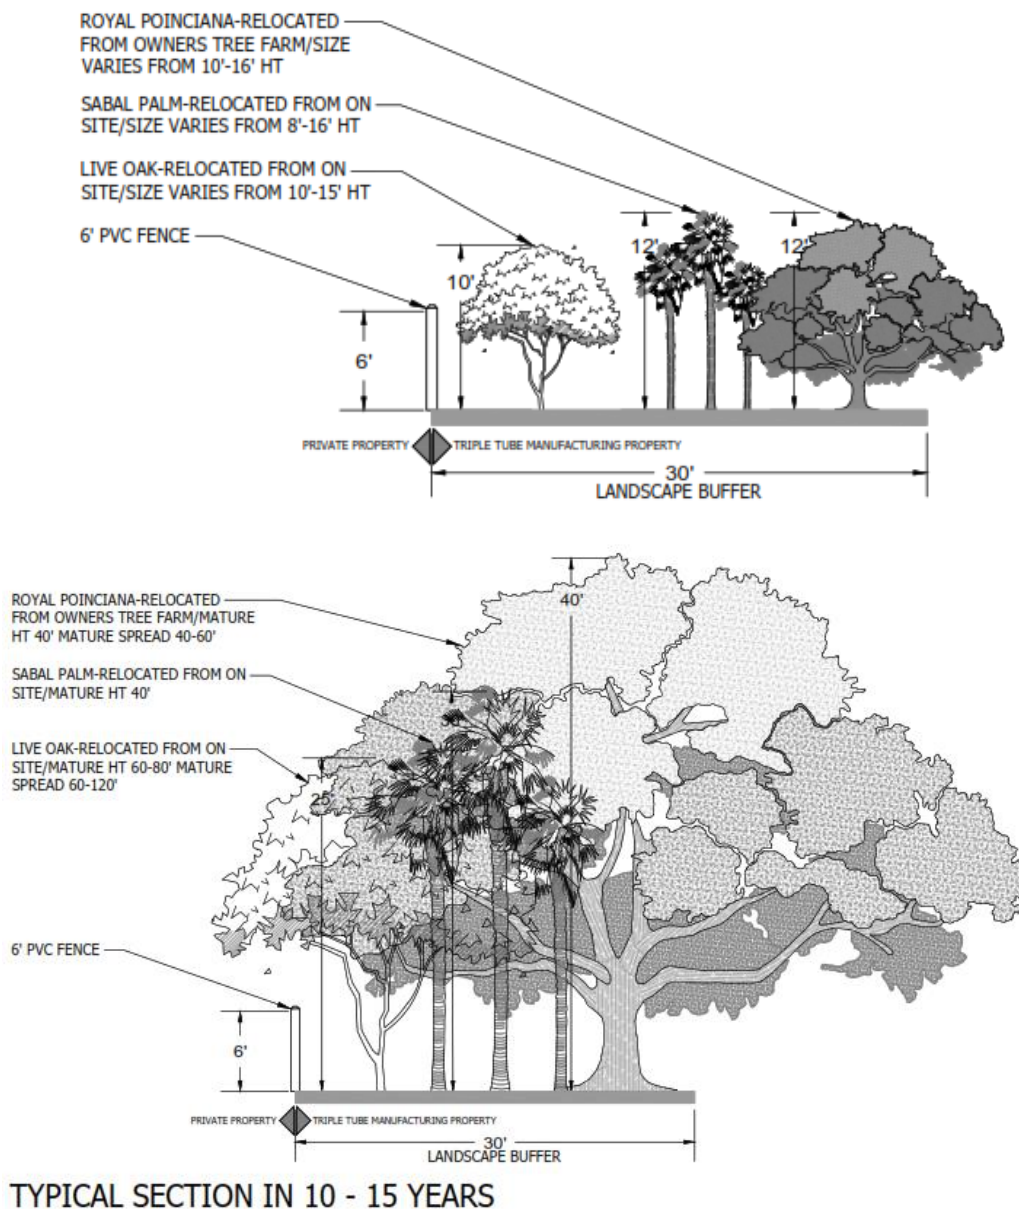 ROYAL POINCIANA-RELOCATED
FROM OWNERS TREE FARM/SIZE
VARIES FROM 10'-16' HT
SABAL PALM-RELOCATED FROM ON
SITE/SIZE VARIES FROM 8'-16' HT
LIVE OAK-RELOCATED FROM ON
SITE/SIZE VARIES FROM 10'-15' HT
6' PVC FENCE
12'
12'
10'
6'
PRIVATE PROPERTY
TRIPLE TUBE MANUFACTURING PROPERTY
30'
LANDSCAPE BUFFER
ROYAL POINCIANA-RELOCATED
FROM OWNERS TREE FARM/MATURE
HT 40' MATURE SPREAD 40-60'
SABAL PALM-RELOCATED FROM ON
SITE/MATURE HT 40'
LIVE OAK-RELOCATED FROM ON
SITE/MATURE HT 60-80' MATURE
SPREAD 60-120'
6' PVC FENCE
40'
25'
6'
PRIVATE PROPERTY
TRIPLE TUBE MANUFACTURING PROPERTY
30'
LANDSCAPE BUFFER
TYPICAL SECTION IN 10 - 15 YEARS